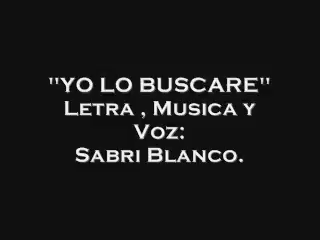 "YO LO BUSCARE"
Letra , Musica y
Voz:
Sabri Blanco.